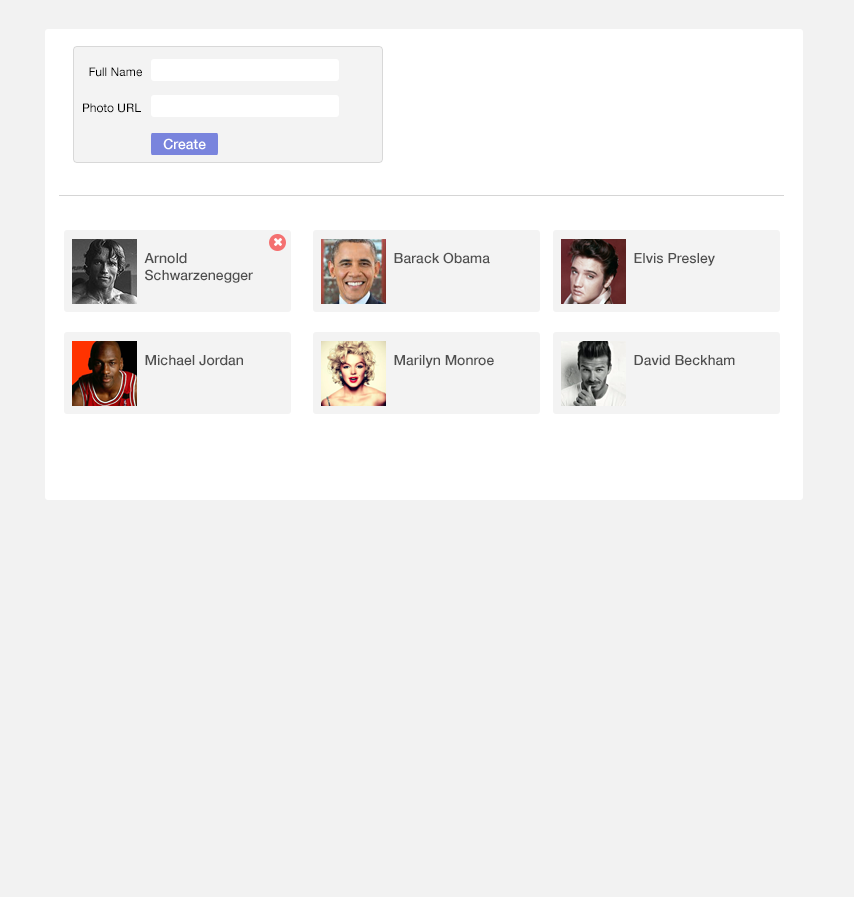 Full Name
Photo URL
Create
Arnold
Schwarzenegger
Barack Obama
Elvis Presley
Michael Jordan
Marilyn Monroe
David Beckham